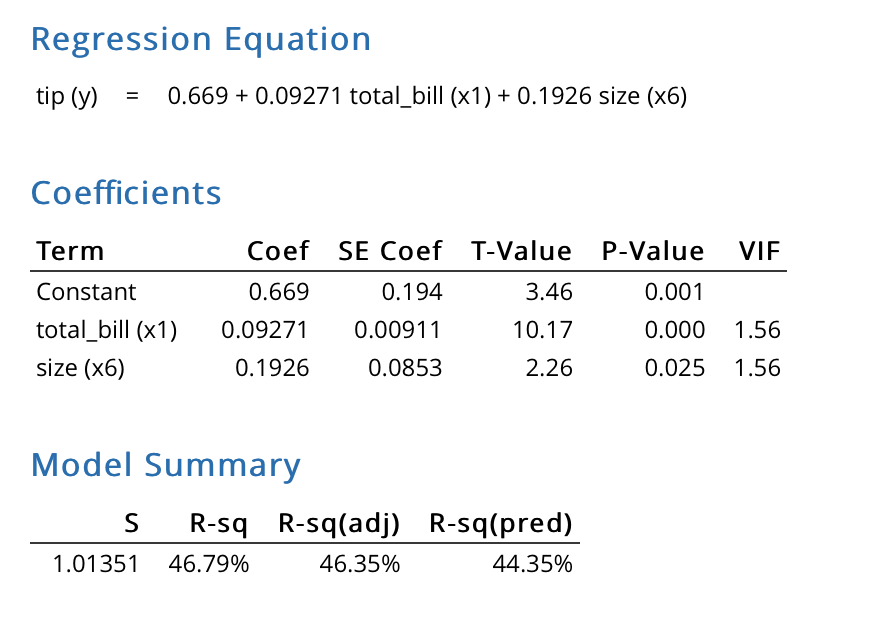 Regression Equation
tip (y) = 0.669 + 0.09271 total_bill (x1) + 0.1926 size (x6)
Coefficients
Term Coef SE Coef T-Value P-Value VIF
Constant 0.669 0.194 3.46 0.001
total_bill (x1) 0.09271 0.00911 10.17 0.000 1.56
size (x6) 0.1926 0.0853 2.26 0.025 1.56
Model Summary
S R-sq R-sq(adj) R-sq(pred)
1.01351 46.79% 46.35% 44.35%